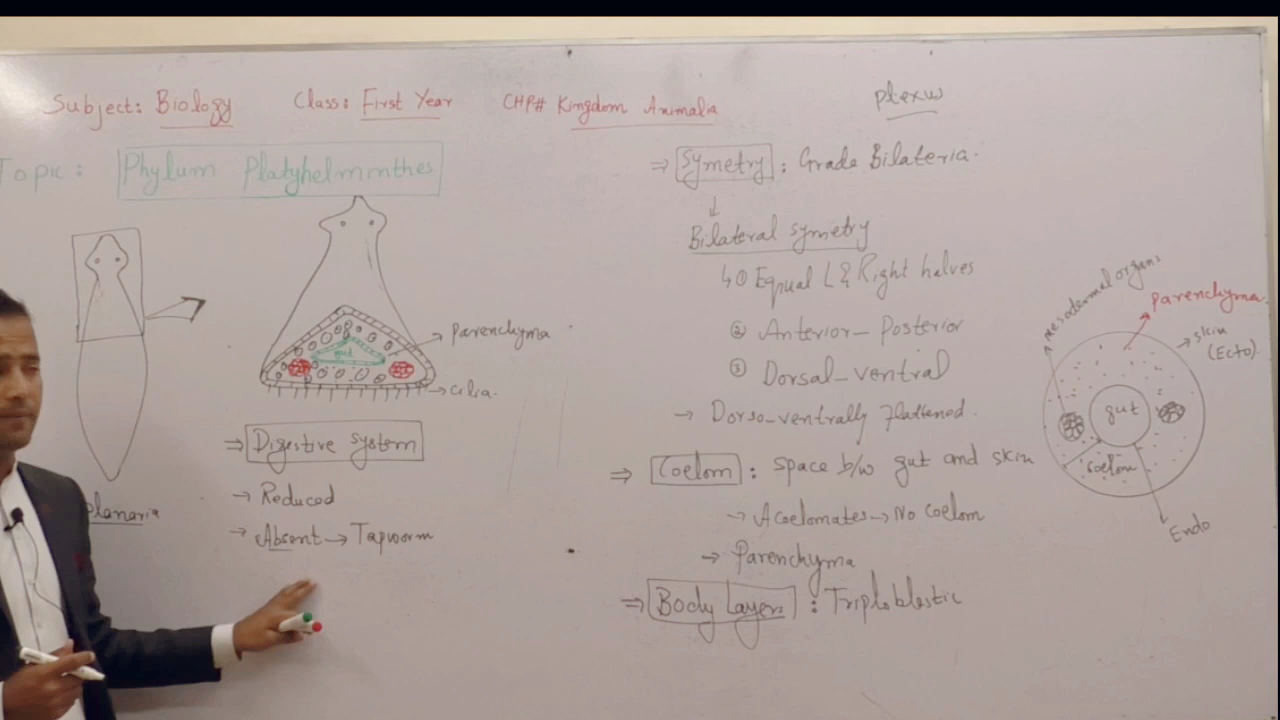 Subject: Biology Class: First Year CHP# Kingdom Animalia
plexus
Topic: Phylum Platyhelminthes
Parenchyma
gut
Cilia
planaria
⇒ Digestive system
→ Reduced
→ Absent → Tapworm
⇒ Symetry : Grade Bilateria.
↓
Bilateral symetry
↳ ① Equal L & Right halves
② Anterior - Posterior
③ Dorsal - ventral
→ Dorso-ventrally flattened.
⇒ Coelom : space b/w gut and skin
→ Acoelomates → No coelom
→ Parenchyma
⇒ Body Layers : Triploblastic
mesodermal organs
parenchyma
skin
(Ecto)
gut
coelom
Endo